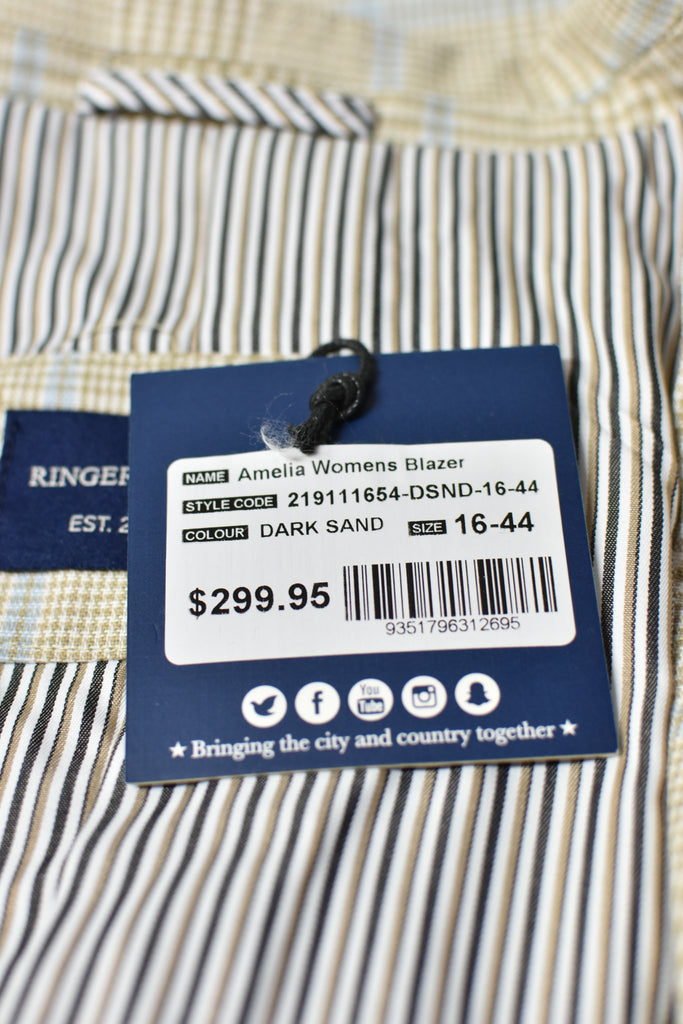 RINGER
EST. 2
NAME Amelia Womens Blazer
STYLE CODE 219111654-DSND-16-44
COLOUR DARK SAND SIZE 16-44
$299.95
9351796312695
You
Tube
★ Bringing the city and country together ★